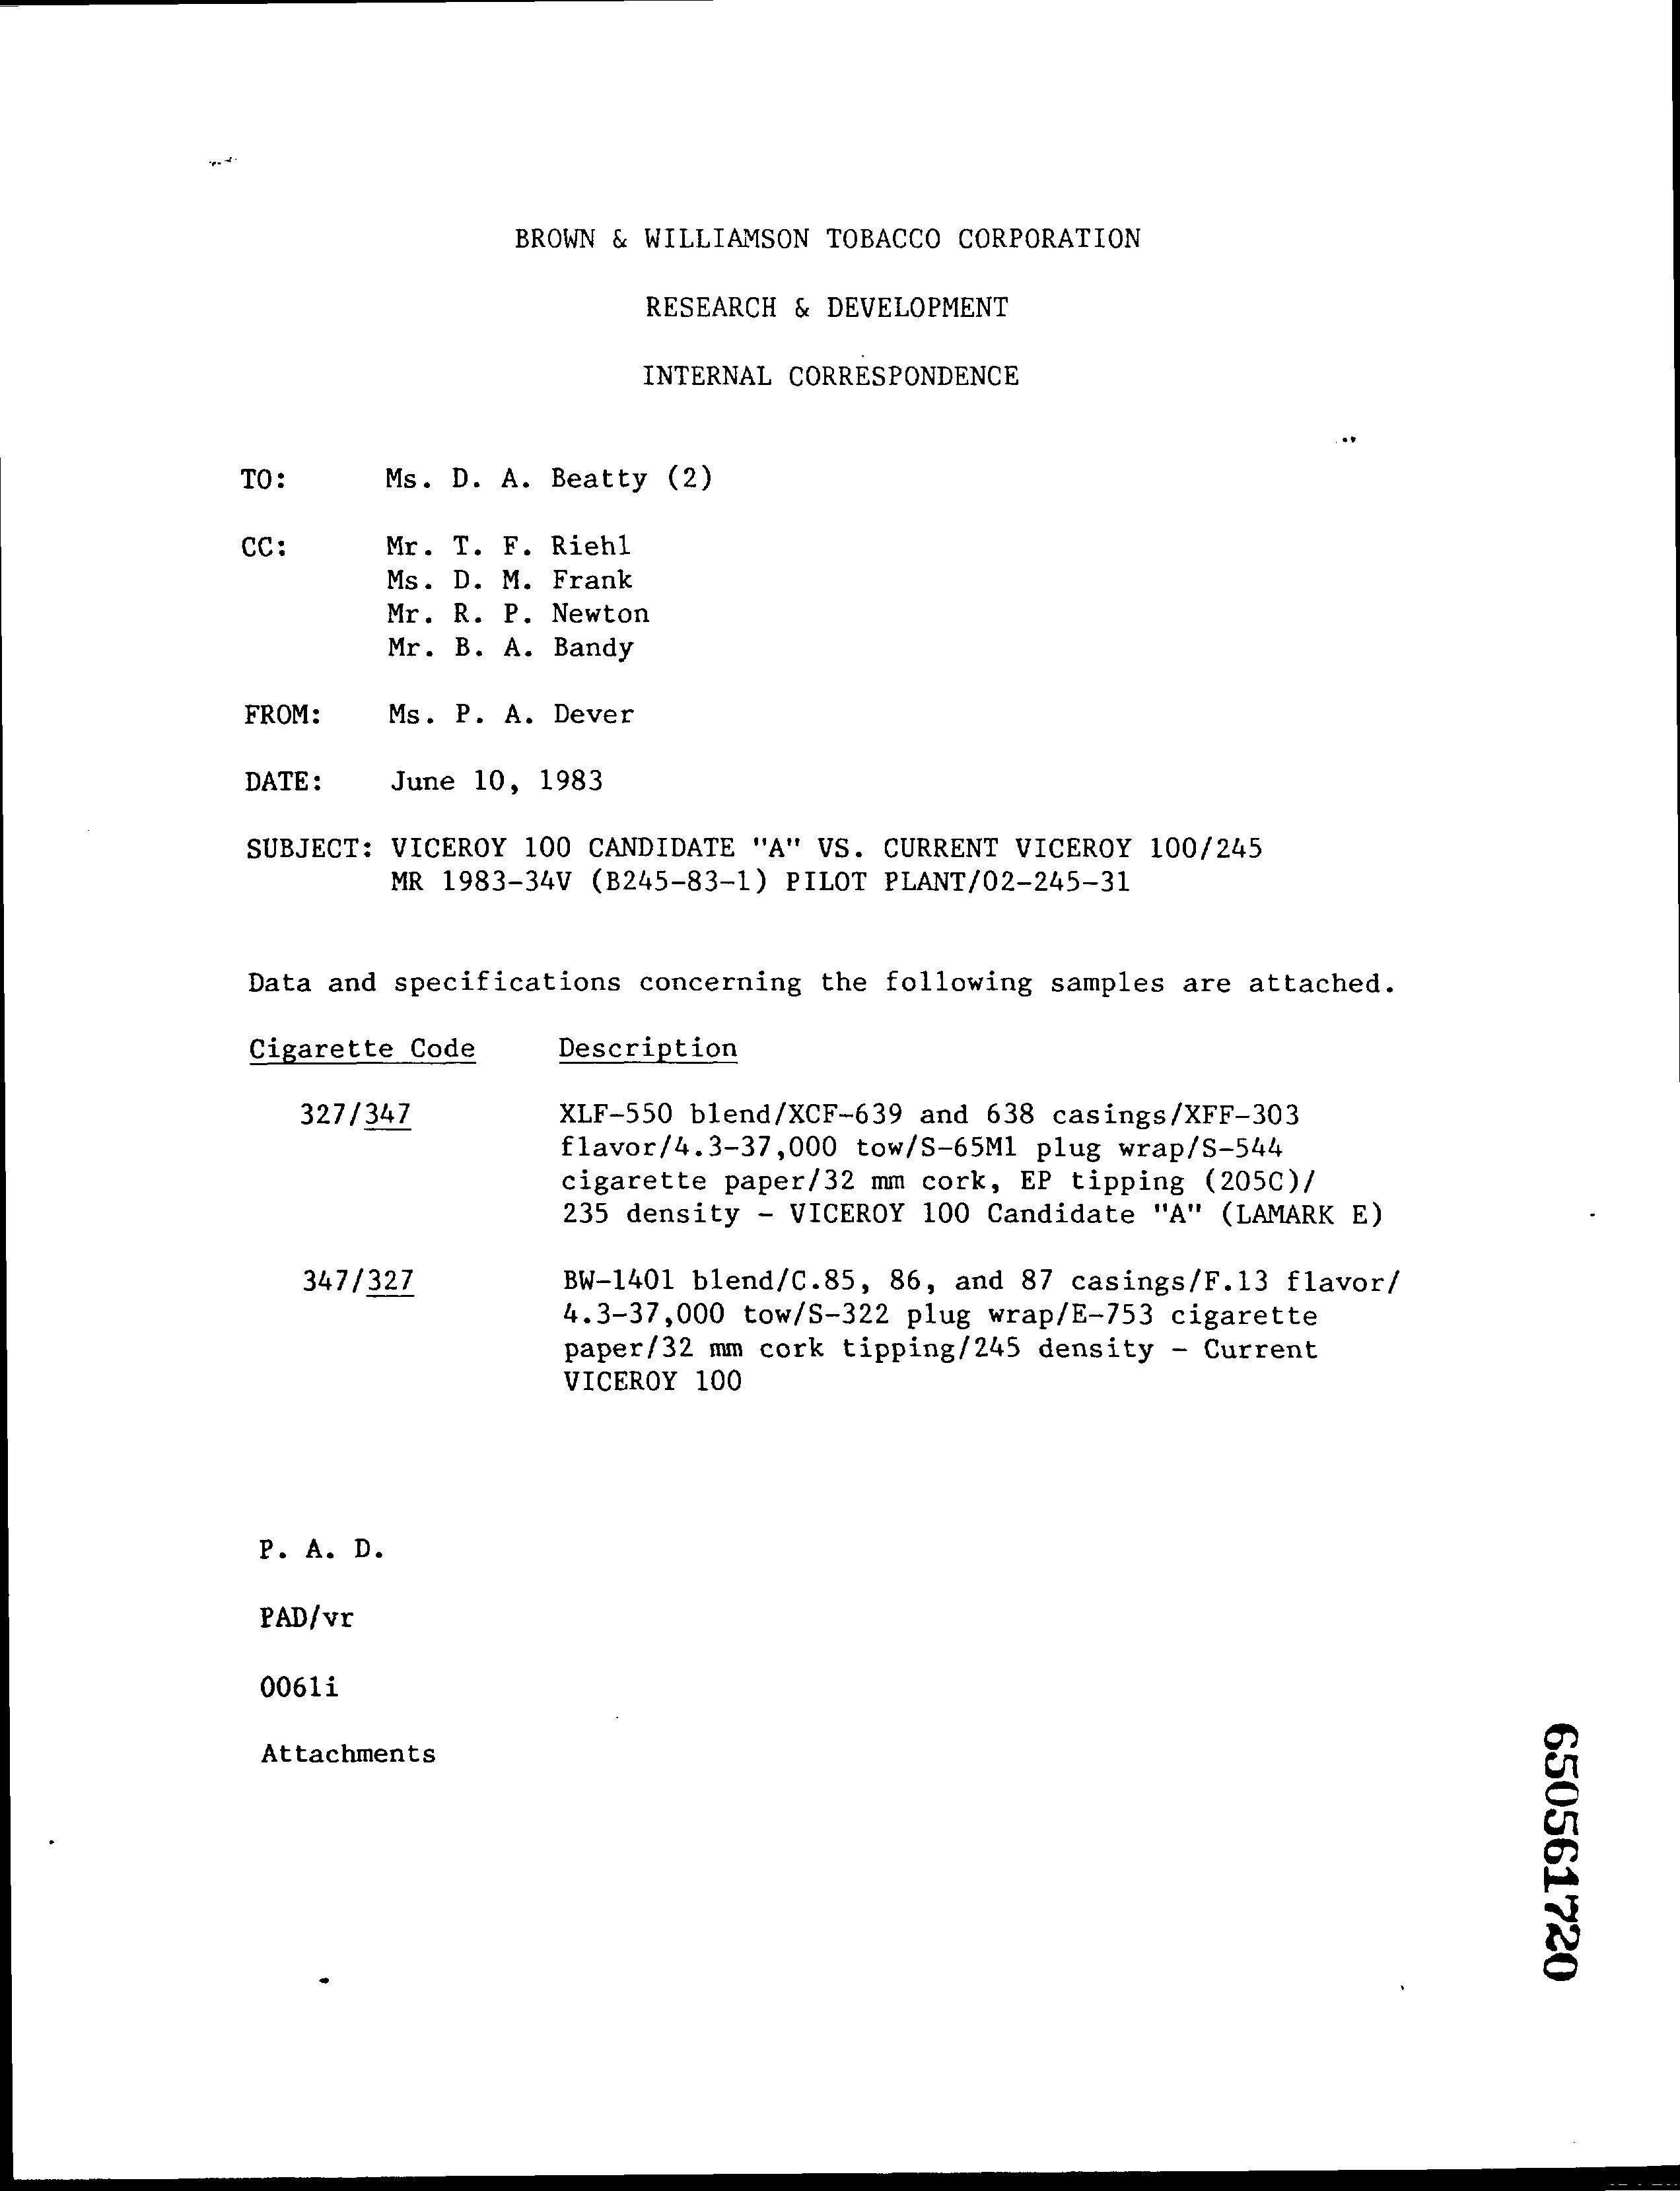 BROWN & WILLIAMSON TOBACCO CORPORATION
RESEARCH & DEVELOPMENT
INTERNAL CORRESPONDENCE
TO: Ms. D. A. Beatty (2)
CC: Mr. T. F. Riehl
Ms. D. M. Frank
Mr. R. P. Newton
Mr. B. A. Bandy
FROM: Ms. P. A. Dever
DATE: June 10, 1983
SUBJECT: VICEROY 100 CANDIDATE "A" VS. CURRENT VICEROY 100/245
MR 1983-34V (B245-83-1) PILOT PLANT/02-245-31
Data and specifications concerning the following samples are attached.
Cigarette Code Description
327/347 XLF-550 blend/XCF-639 and 638 casings/XFF-303
flavor/4.3-37,000 tow/S-65M1 plug wrap/S-544
cigarette paper/32 mm cork, EP tipping (205C)/
235 density - VICEROY 100 Candidate "A" (LAMARK E)
347/327 BW-1401 blend/C.85, 86, and 87 casings/F.13 flavor/
4.3-37,000 tow/S-322 plug wrap/E-753 cigarette
paper/32 mm cork tipping/245 density - Current
VICEROY 100
P. A. D.
PAD/vr
0061i
Attachments
650561720